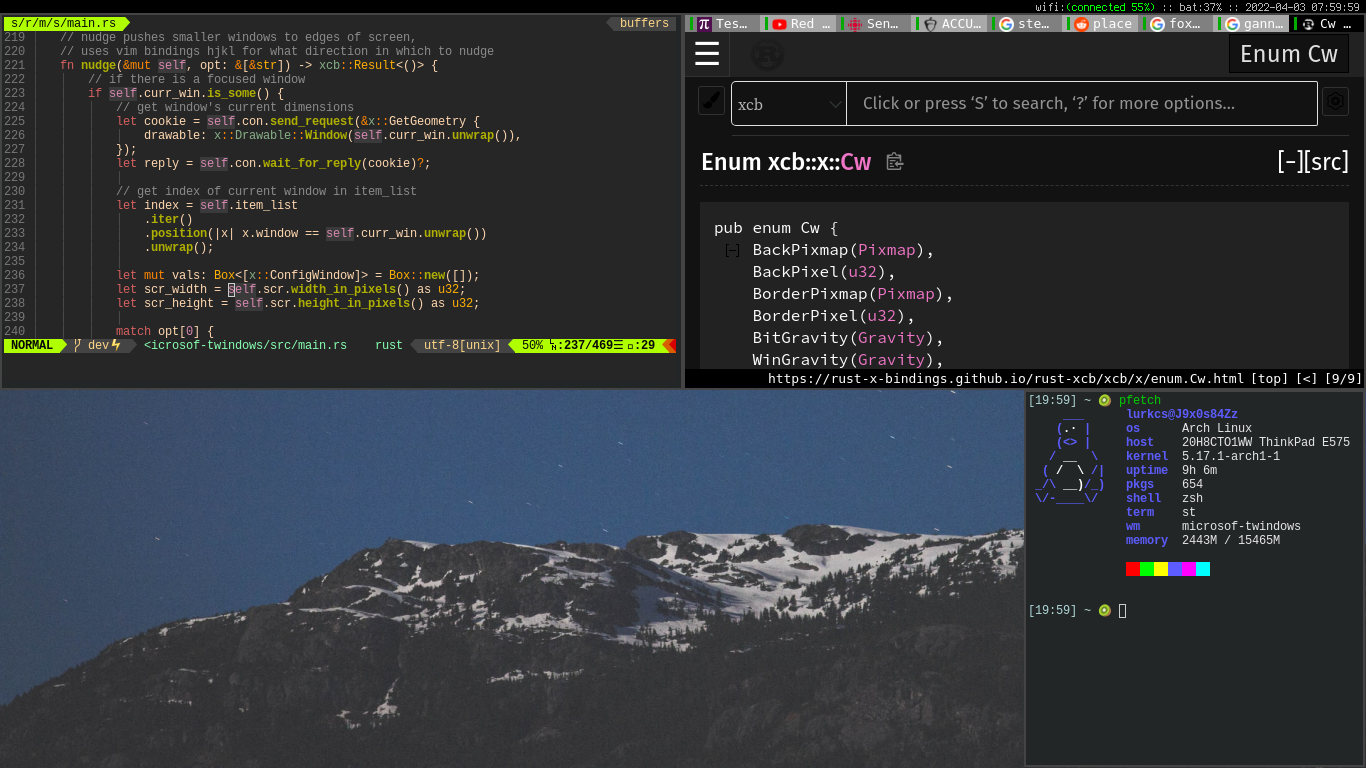 wifi:(connected 55%) :: bat:37% :: 2022-04-03 07:59:59
s/r/m/s/main.rs
buffers
219 // nudge pushes smaller windows to edges of screen,
220 // uses vim bindings hjkl for what direction in which to nudge
221 fn nudge(&mut self, opt: &[&str]) -> xcb::Result<()> {
222 // if there is a focused window
223 if self.curr_win.is_some() {
224 // get window's current dimensions
225 let cookie = self.con.send_request(&x::GetGeometry {
226 drawable: x::Drawable::Window(self.curr_win.unwrap()),
227 });
228 let reply = self.con.wait_for_reply(cookie)?;
229
230 // get index of current window in item_list
231 let index = self.item_list
232 .iter()
233 .position(|x| x.window == self.curr_win.unwrap())
234 .unwrap();
235
236 let mut vals: Box<[x::ConfigWindow]> = Box::new([]);
237 let scr_width = self.scr.width_in_pixels() as u32;
238 let scr_height = self.scr.height_in_pixels() as u32;
239
240 match opt[0] {
NORMAL dev⚡ <icrosof-twindows/src/main.rs rust utf-8[unix] 50% :237/469☰ :29
Tes… Red … Sen… ACCU… ste… place fox… gann… Cw …
☰
Enum Cw
xcb
Click or press ‘S’ to search, ‘?’ for more options…
Enum xcb::x::Cw
[−][src]
pub enum Cw {
[-] BackPixmap(Pixmap),
BackPixel(u32),
BorderPixmap(Pixmap),
BorderPixel(u32),
BitGravity(Gravity),
WinGravity(Gravity),
https://rust-x-bindings.github.io/rust-xcb/xcb/x/enum.Cw.html [top] [<] [9/9]
[19:59] ~ 🥝 pfetch
lurkcs@J9x0s84Zz
os Arch Linux
host 20H8CTO1WW ThinkPad E575
kernel 5.17.1-arch1-1
uptime 9h 6m
pkgs 654
shell zsh
term st
wm microsof-twindows
memory 2443M / 15465M
[19:59] ~ 🥝